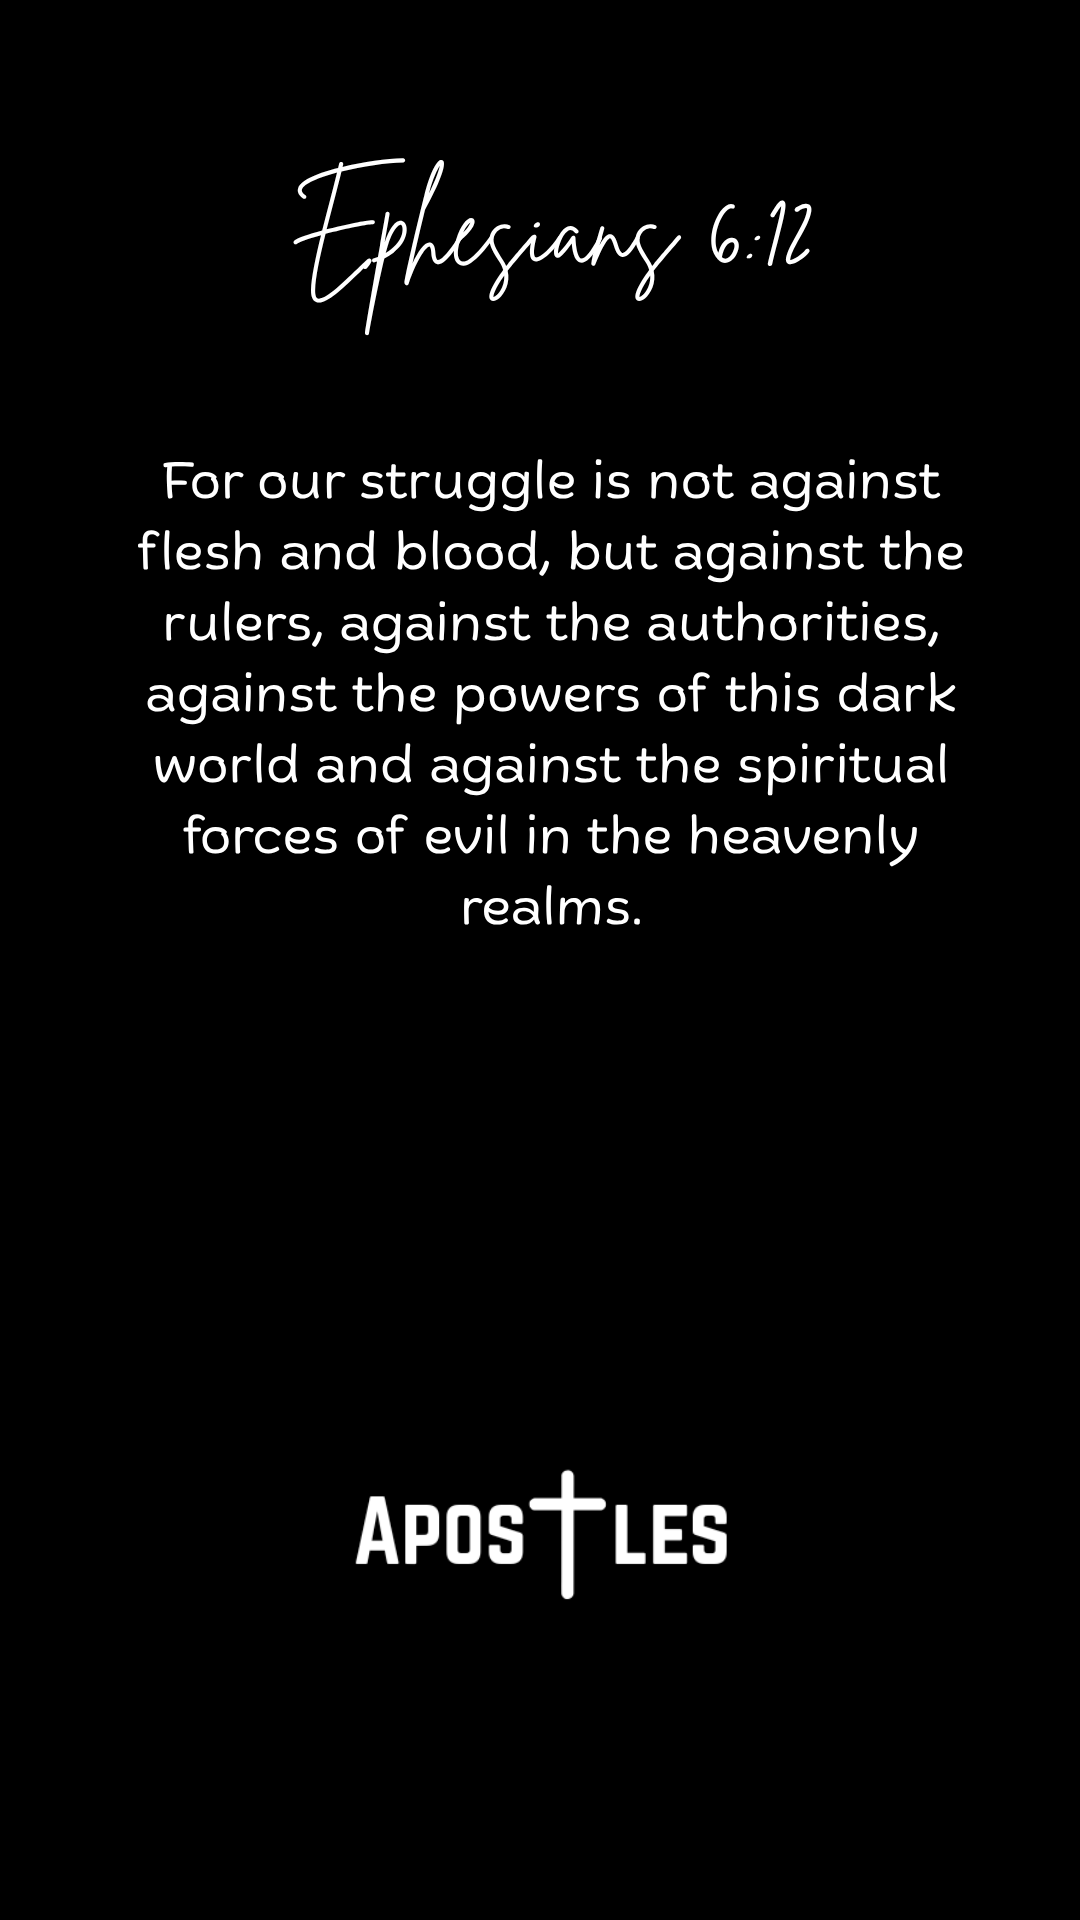 Ephesians 6:12
For our struggle is not against
flesh and blood, but against the
rulers, against the authorities,
against the powers of this dark
world and against the spiritual
forces of evil in the heavenly
realms.
APOSTLES